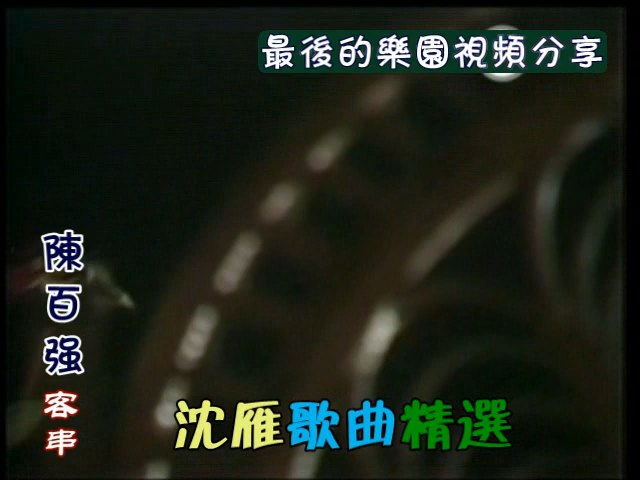 最後的樂園視頻分享
陳百强
客串
沈雁歌曲精選